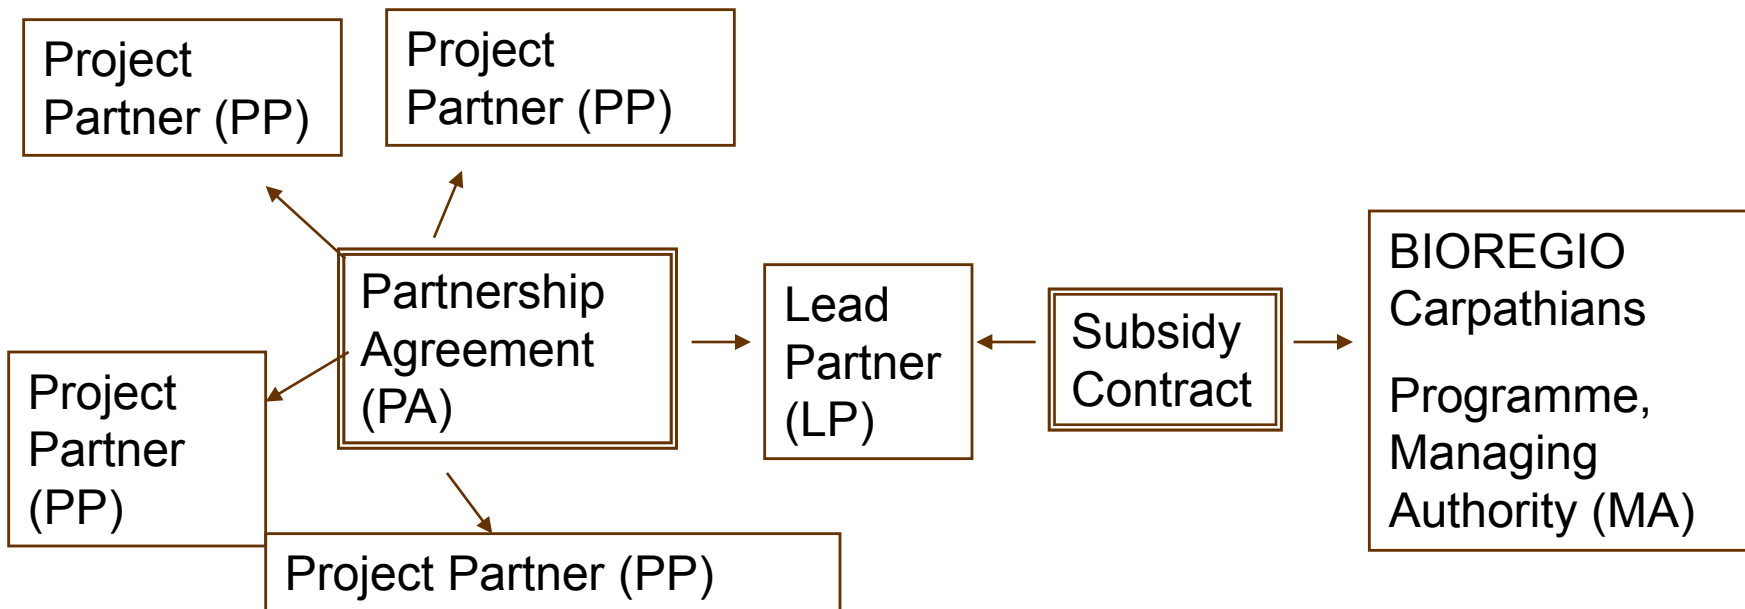 Project
Partner (PP)
Project
Partner (PP)
Partnership
Agreement
(PA)
Lead
Partner
(LP)
Subsidy
Contract
BIOREGIO
Carpathians
Programme,
Managing
Authority (MA)
Project
Partner
(PP)
Project Partner (PP)